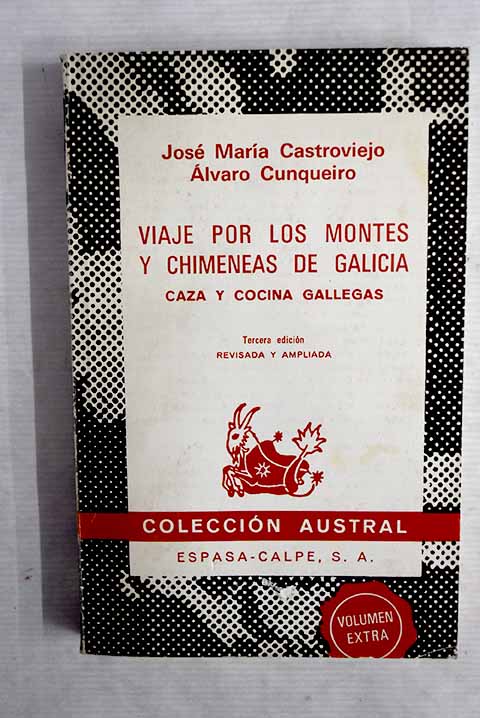 José María Castroviejo
Álvaro Cunqueiro
VIAJE POR LOS MONTES
Y CHIMENEAS DE GALICIA
CAZA Y COCINA GALLEGAS
Tercera edición
REVISADA Y AMPLIADA
COLECCIÓN AUSTRAL
ESPASA-CALPE, S. A.
VOLUMEN
EXTRA